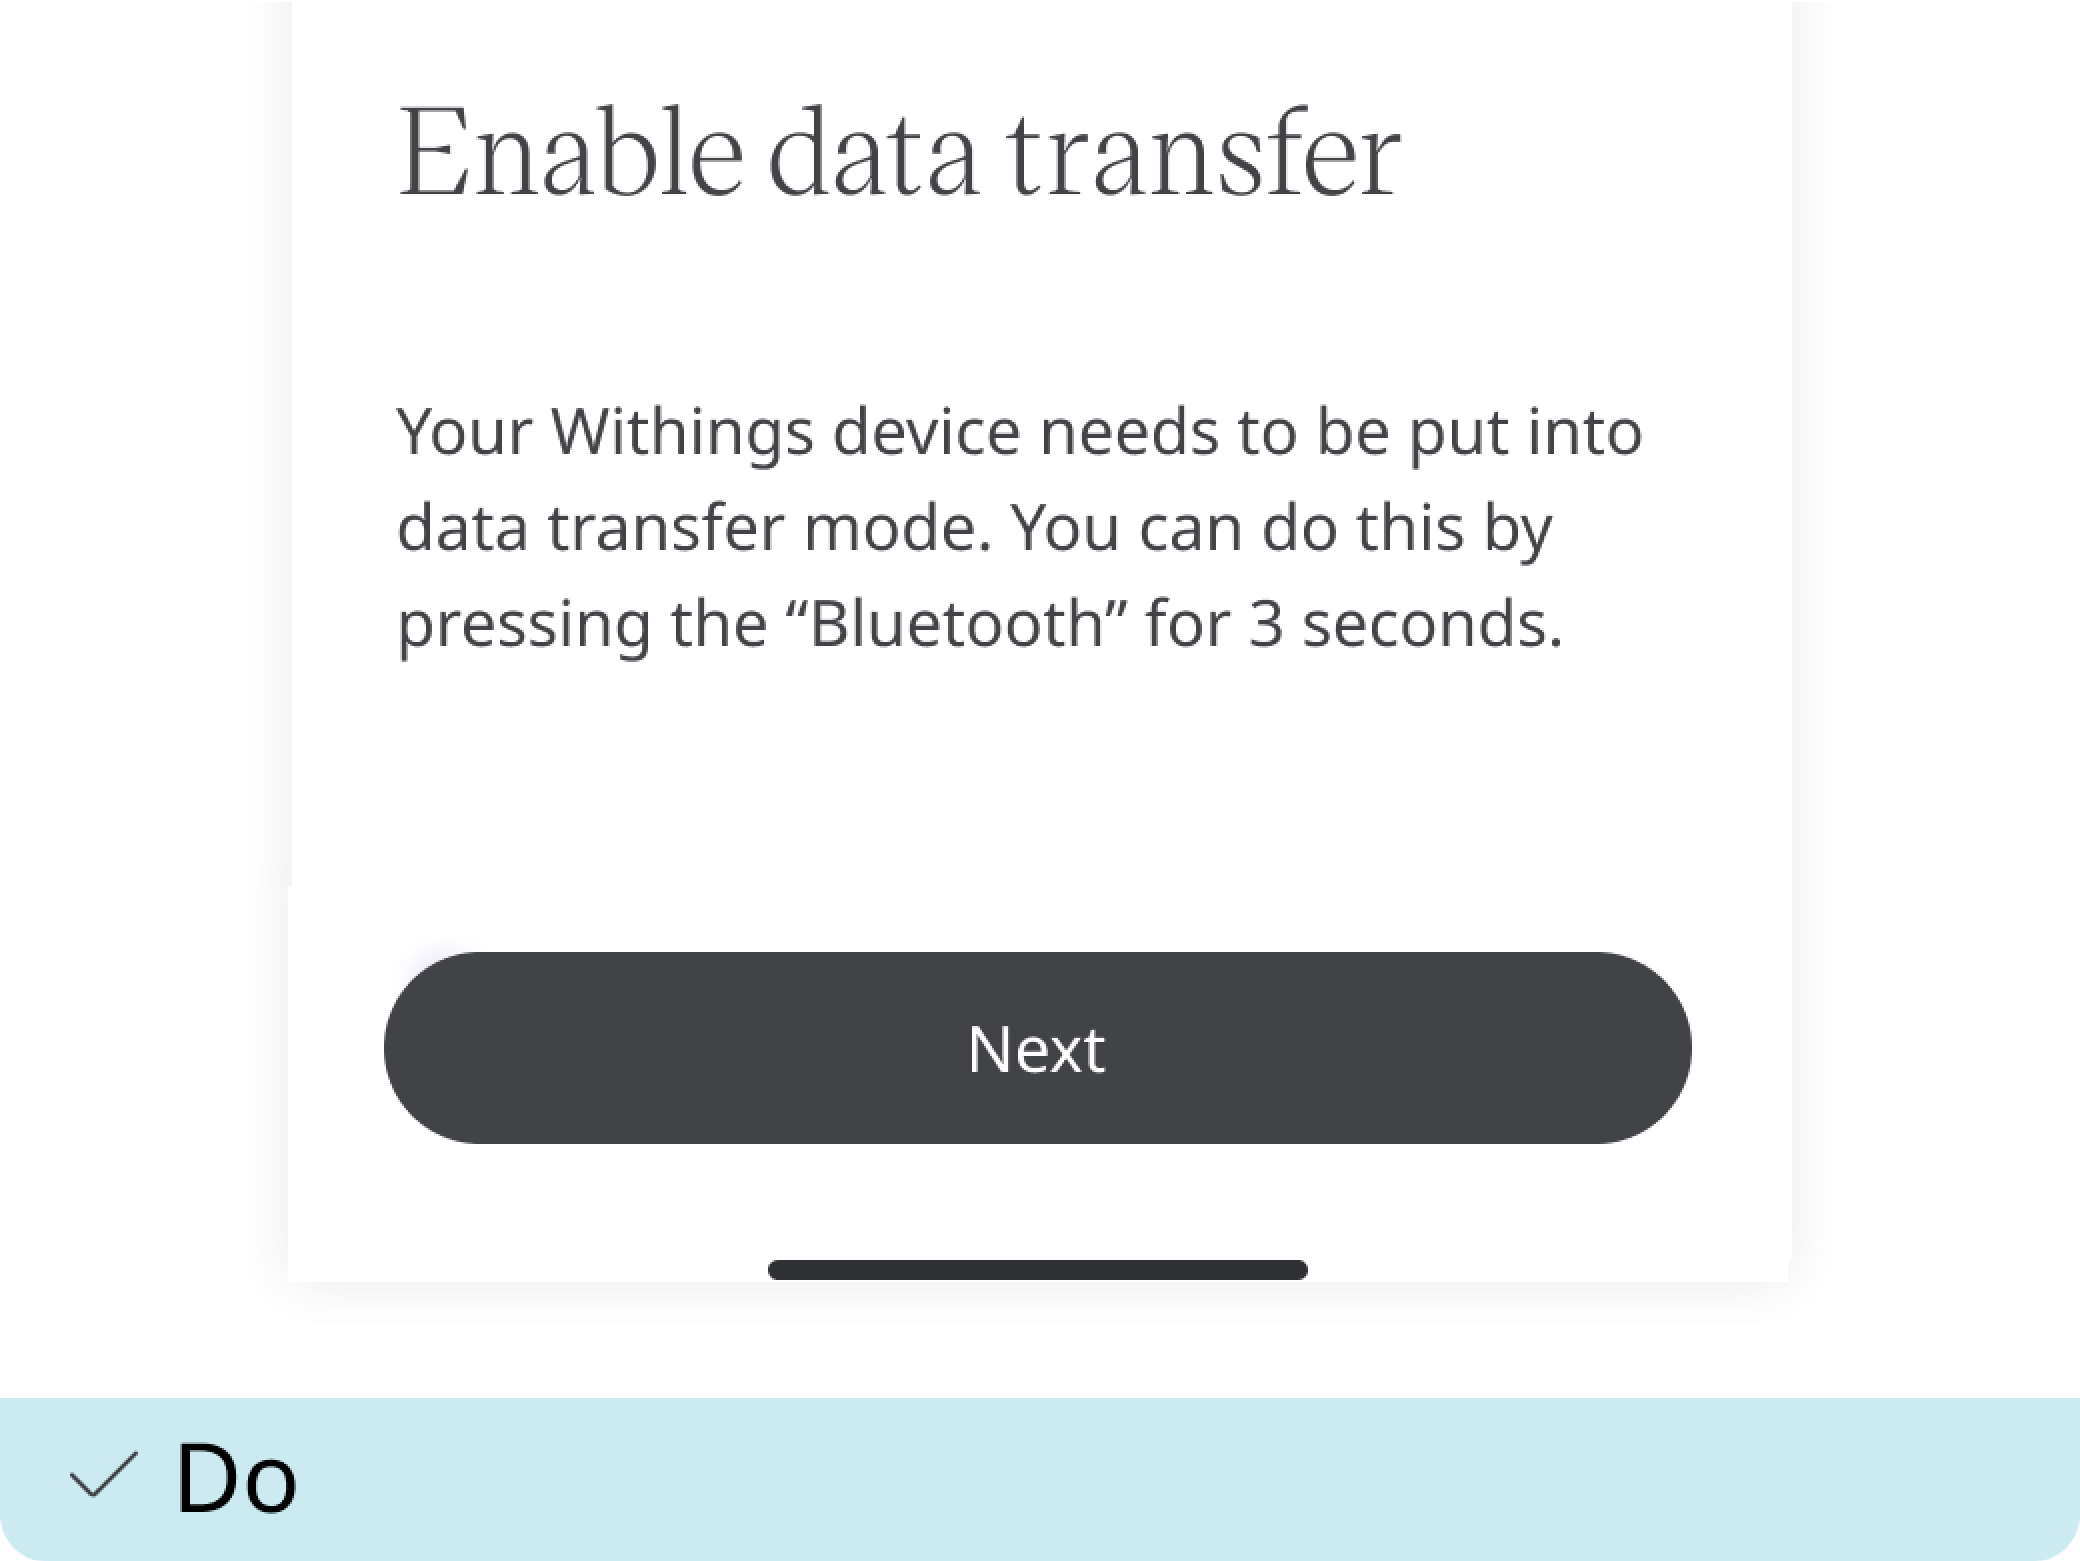 Enable data transfer
Your Withings device needs to be put into
data transfer mode. You can do this by
pressing the “Bluetooth” for 3 seconds.
Next
Do